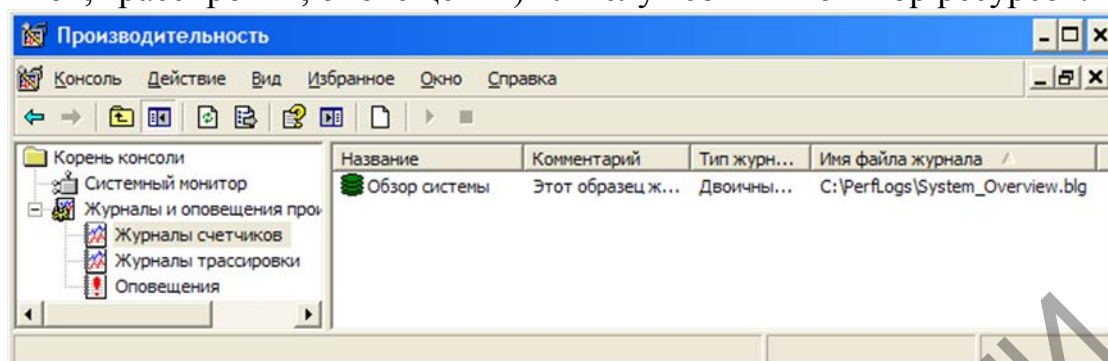 Производительность
Консоль Действие Вид Избранное Окно Справка
Корень консоли
Системный монитор
Журналы и оповещения прои
Журналы счетчиков
Журналы трассировки
Оповещения
Название Комментарий Тип журн... Имя файла журнала
Обзор системы Этот образец ж... Двоичны... C:\PerfLogs\System_Overview.blg